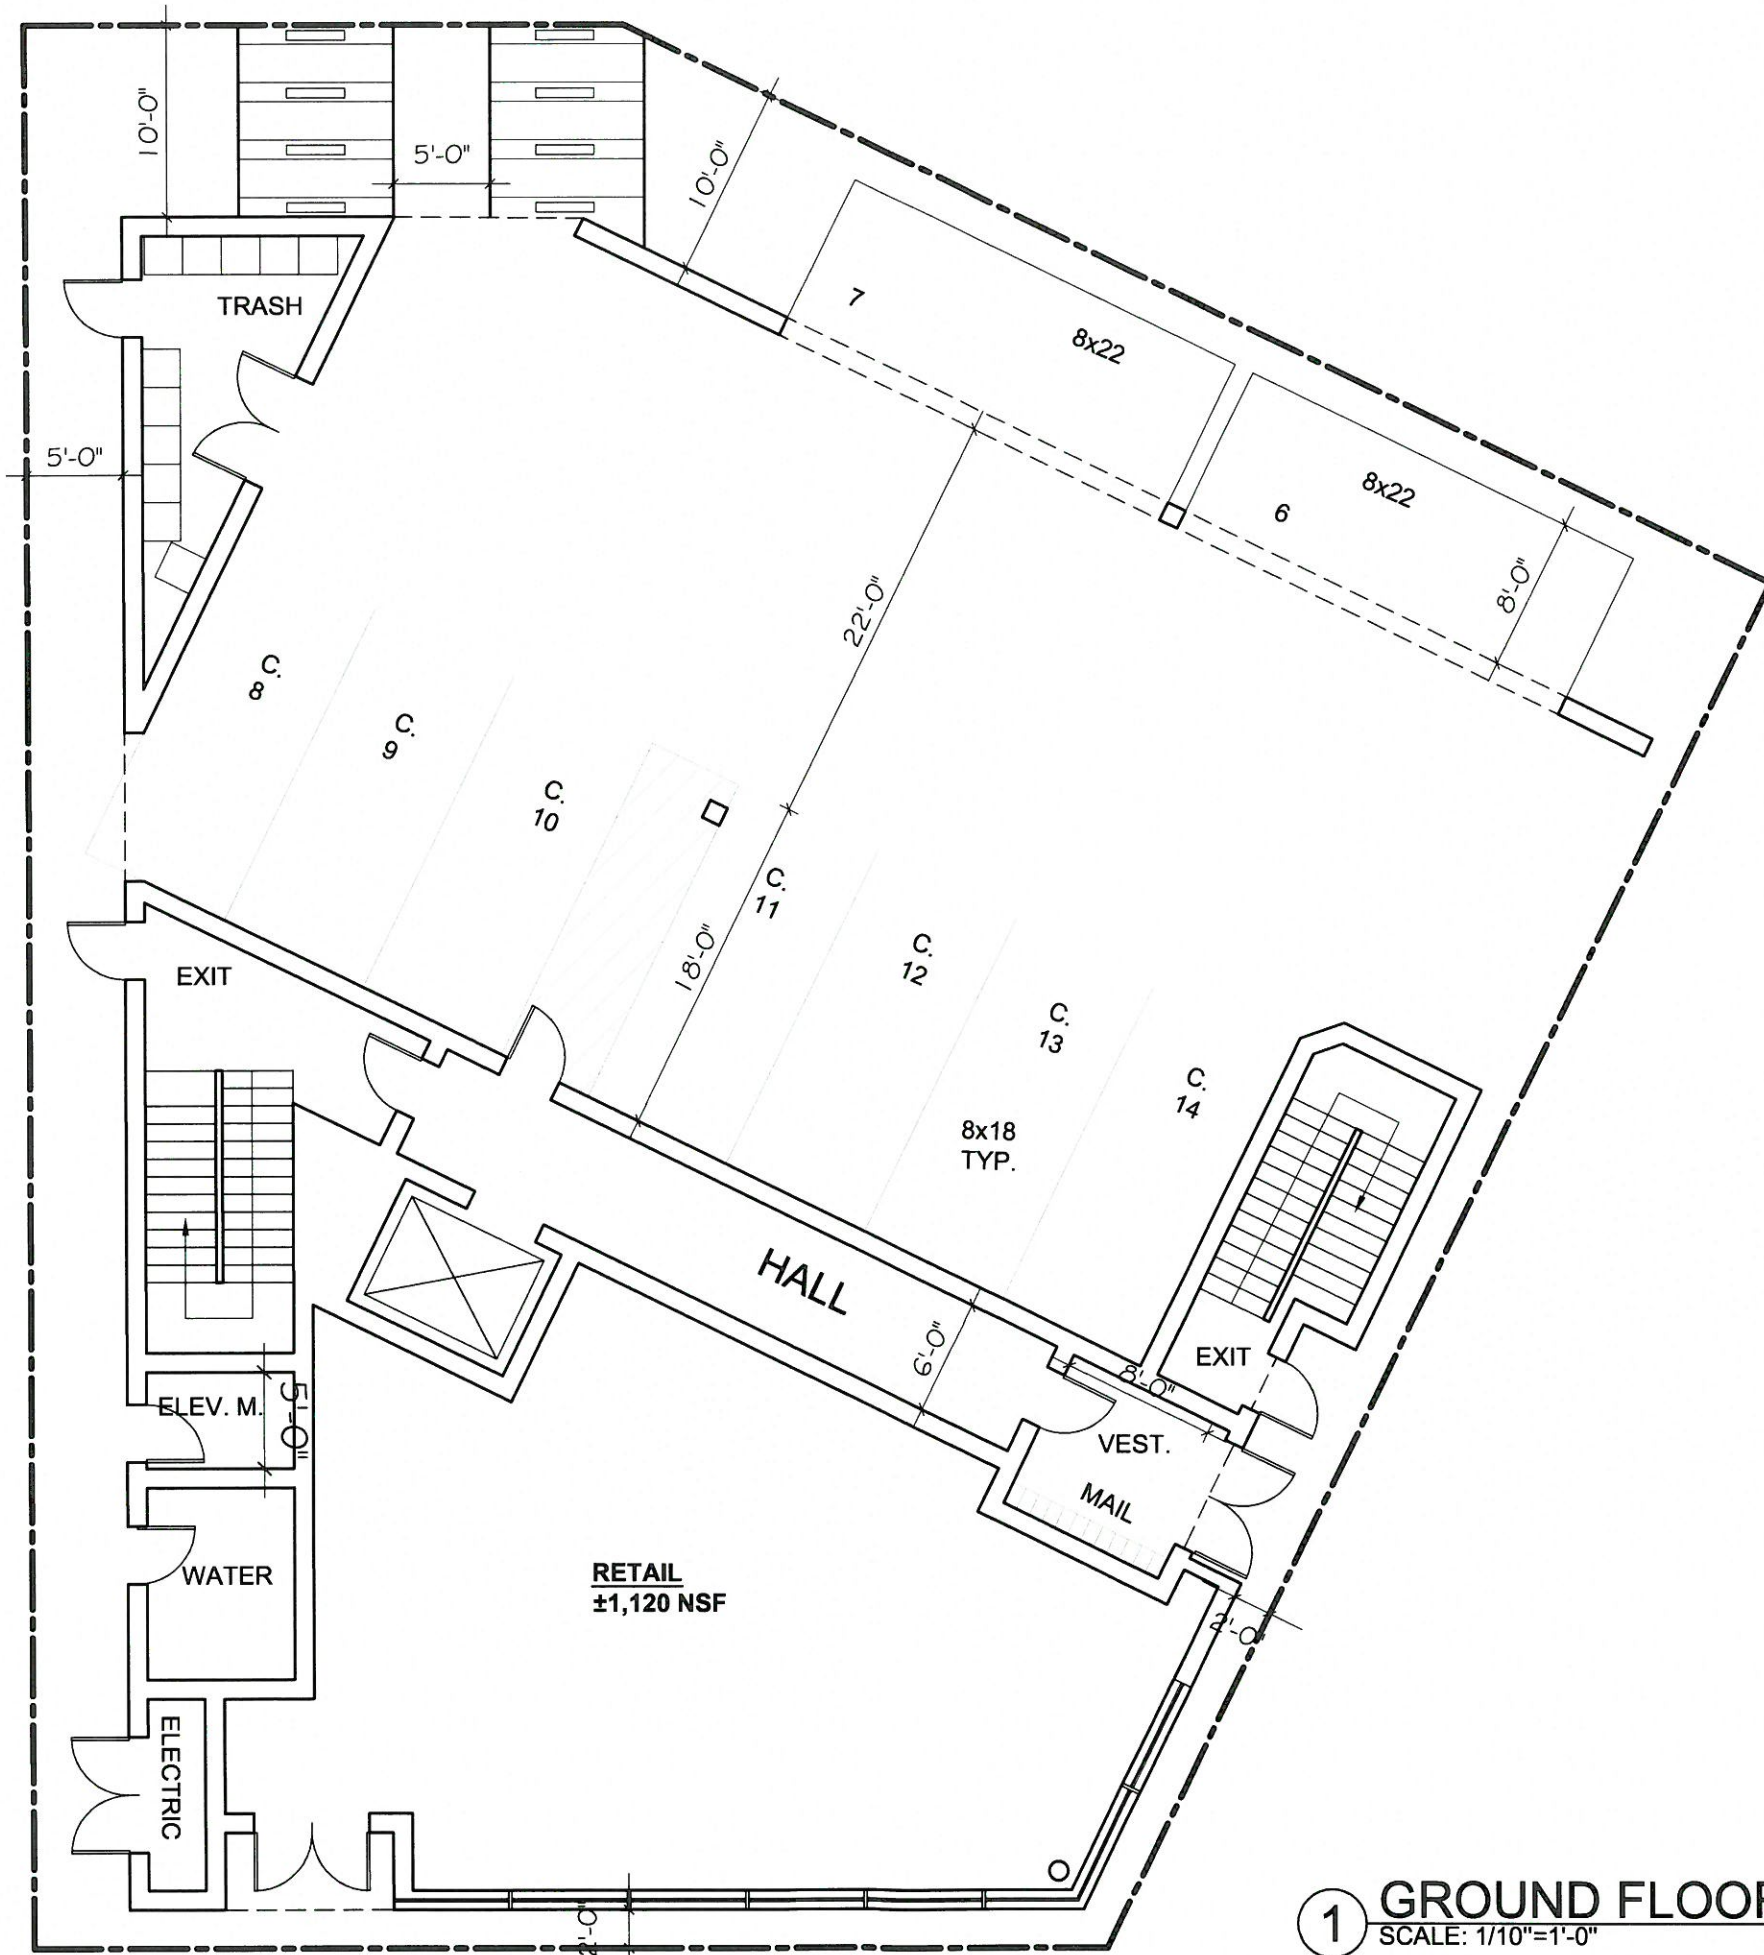 10'-0"
5'-0"
10'-0"
TRASH
7
8x22
5'-0"
8x22
6
8'-0"
22'-0"
C.
8
C.
9
C.
10
C.
11
18'-0"
C.
12
EXIT
C.
13
C.
14
8x18
TYP.
HALL
6'-0"
EXIT
8'-0"
ELEV. M.
5'-0"
VEST.
MAIL
WATER
RETAIL
±1,120 NSF
2'-0"
ELECTRIC
2'-0"
1
GROUND FLOOR
SCALE: 1/10"=1'-0"